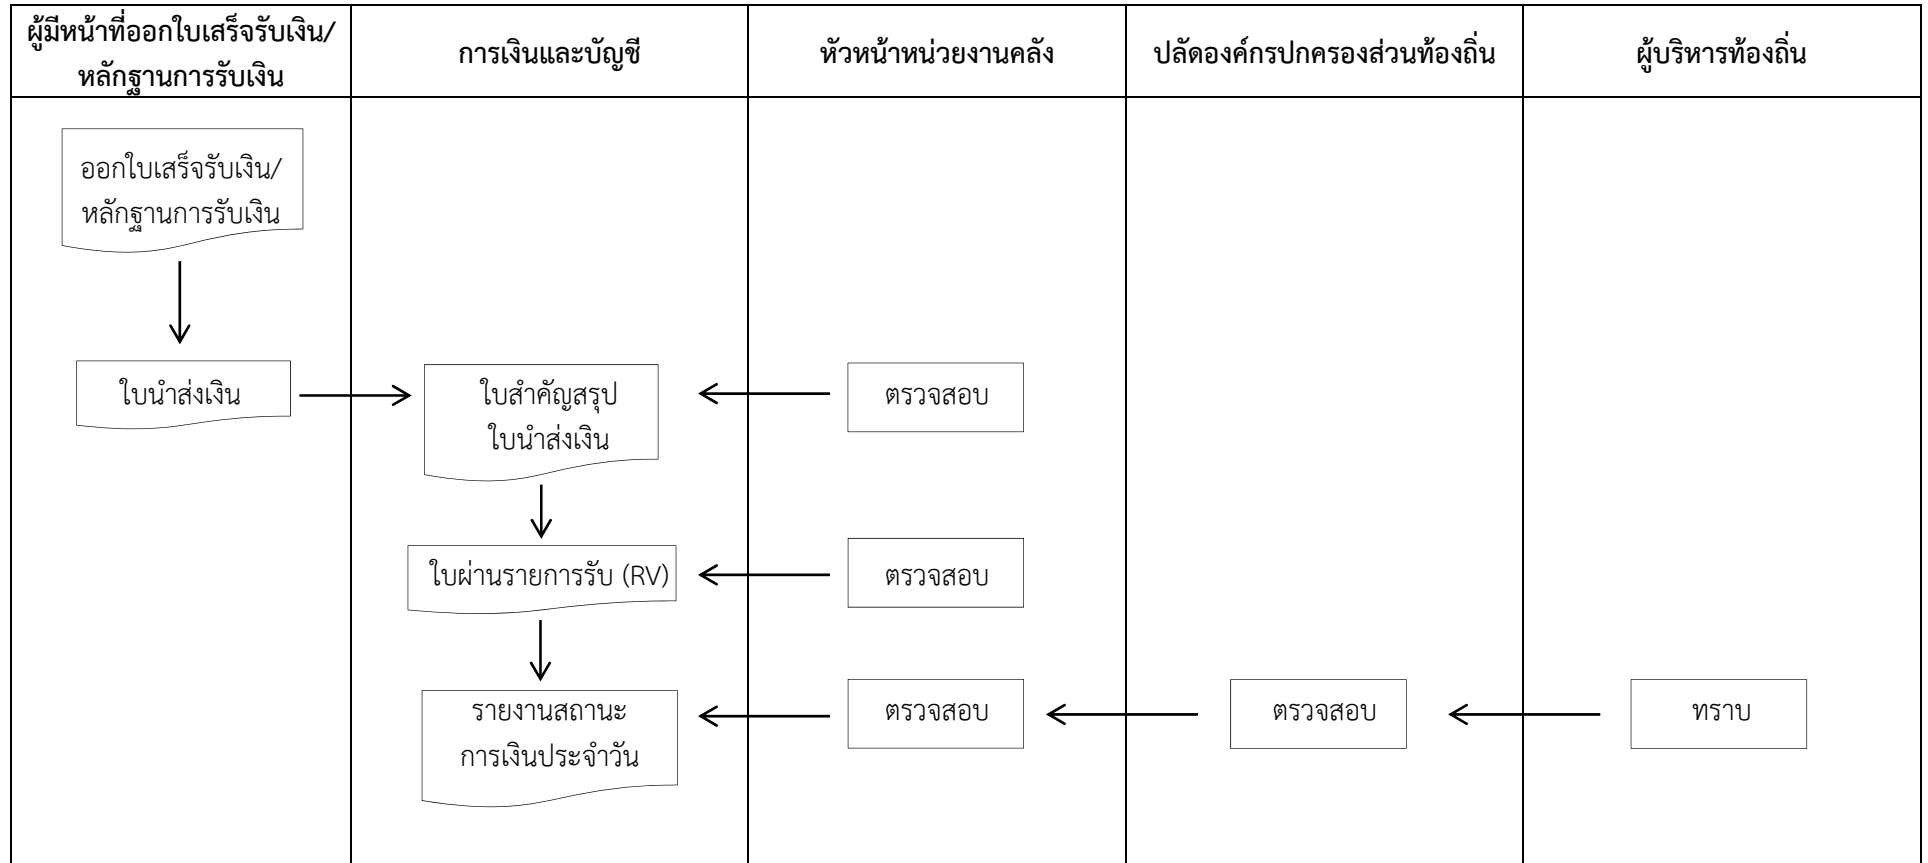 ผู้มีหน้าที่ออกใบเสร็จรับเงิน/
หลักฐานการรับเงิน
การเงินและบัญชี
หัวหน้าหน่วยงานคลัง
ปลัดองค์กรปกครองส่วนท้องถิ่น
ผู้บริหารท้องถิ่น
ออกใบเสร็จรับเงิน/
หลักฐานการรับเงิน
ใบนำส่งเงิน
ใบสำคัญสรุป
ใบนำส่งเงิน
ตรวจสอบ
ใบผ่านรายการรับ (RV)
ตรวจสอบ
รายงานสถานะ
การเงินประจำวัน
ตรวจสอบ
ตรวจสอบ
ทราบ